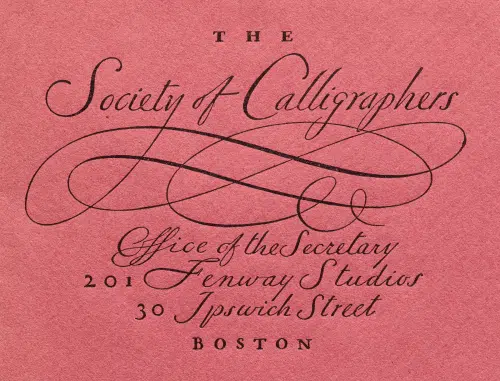 THE
Society of Calligraphers
Office of the Secretary
201 Fenway Studios
30 Ipswich Street
BOSTON